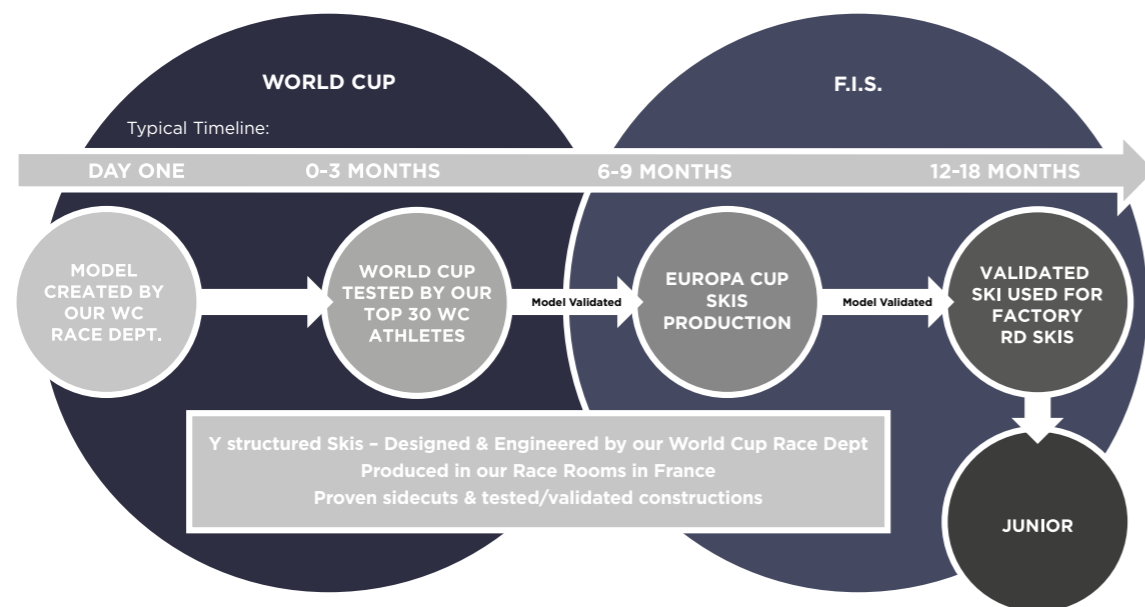 WORLD CUP
F.I.S.
Typical Timeline:
DAY ONE
0-3 MONTHS
6-9 MONTHS
12-18 MONTHS
MODEL
CREATED BY
OUR WC
RACE DEPT.
WORLD CUP
TESTED BY OUR
TOP 30 WC
ATHLETES
Model Validated
EUROPA CUP
SKIS
PRODUCTION
Model Validated
VALIDATED
SKI USED FOR
FACTORY
RD SKIS
Y structured Skis – Designed & Engineered by our World Cup Race Dept
Produced in our Race Rooms in France
Proven sidecuts & tested/validated constructions
JUNIOR